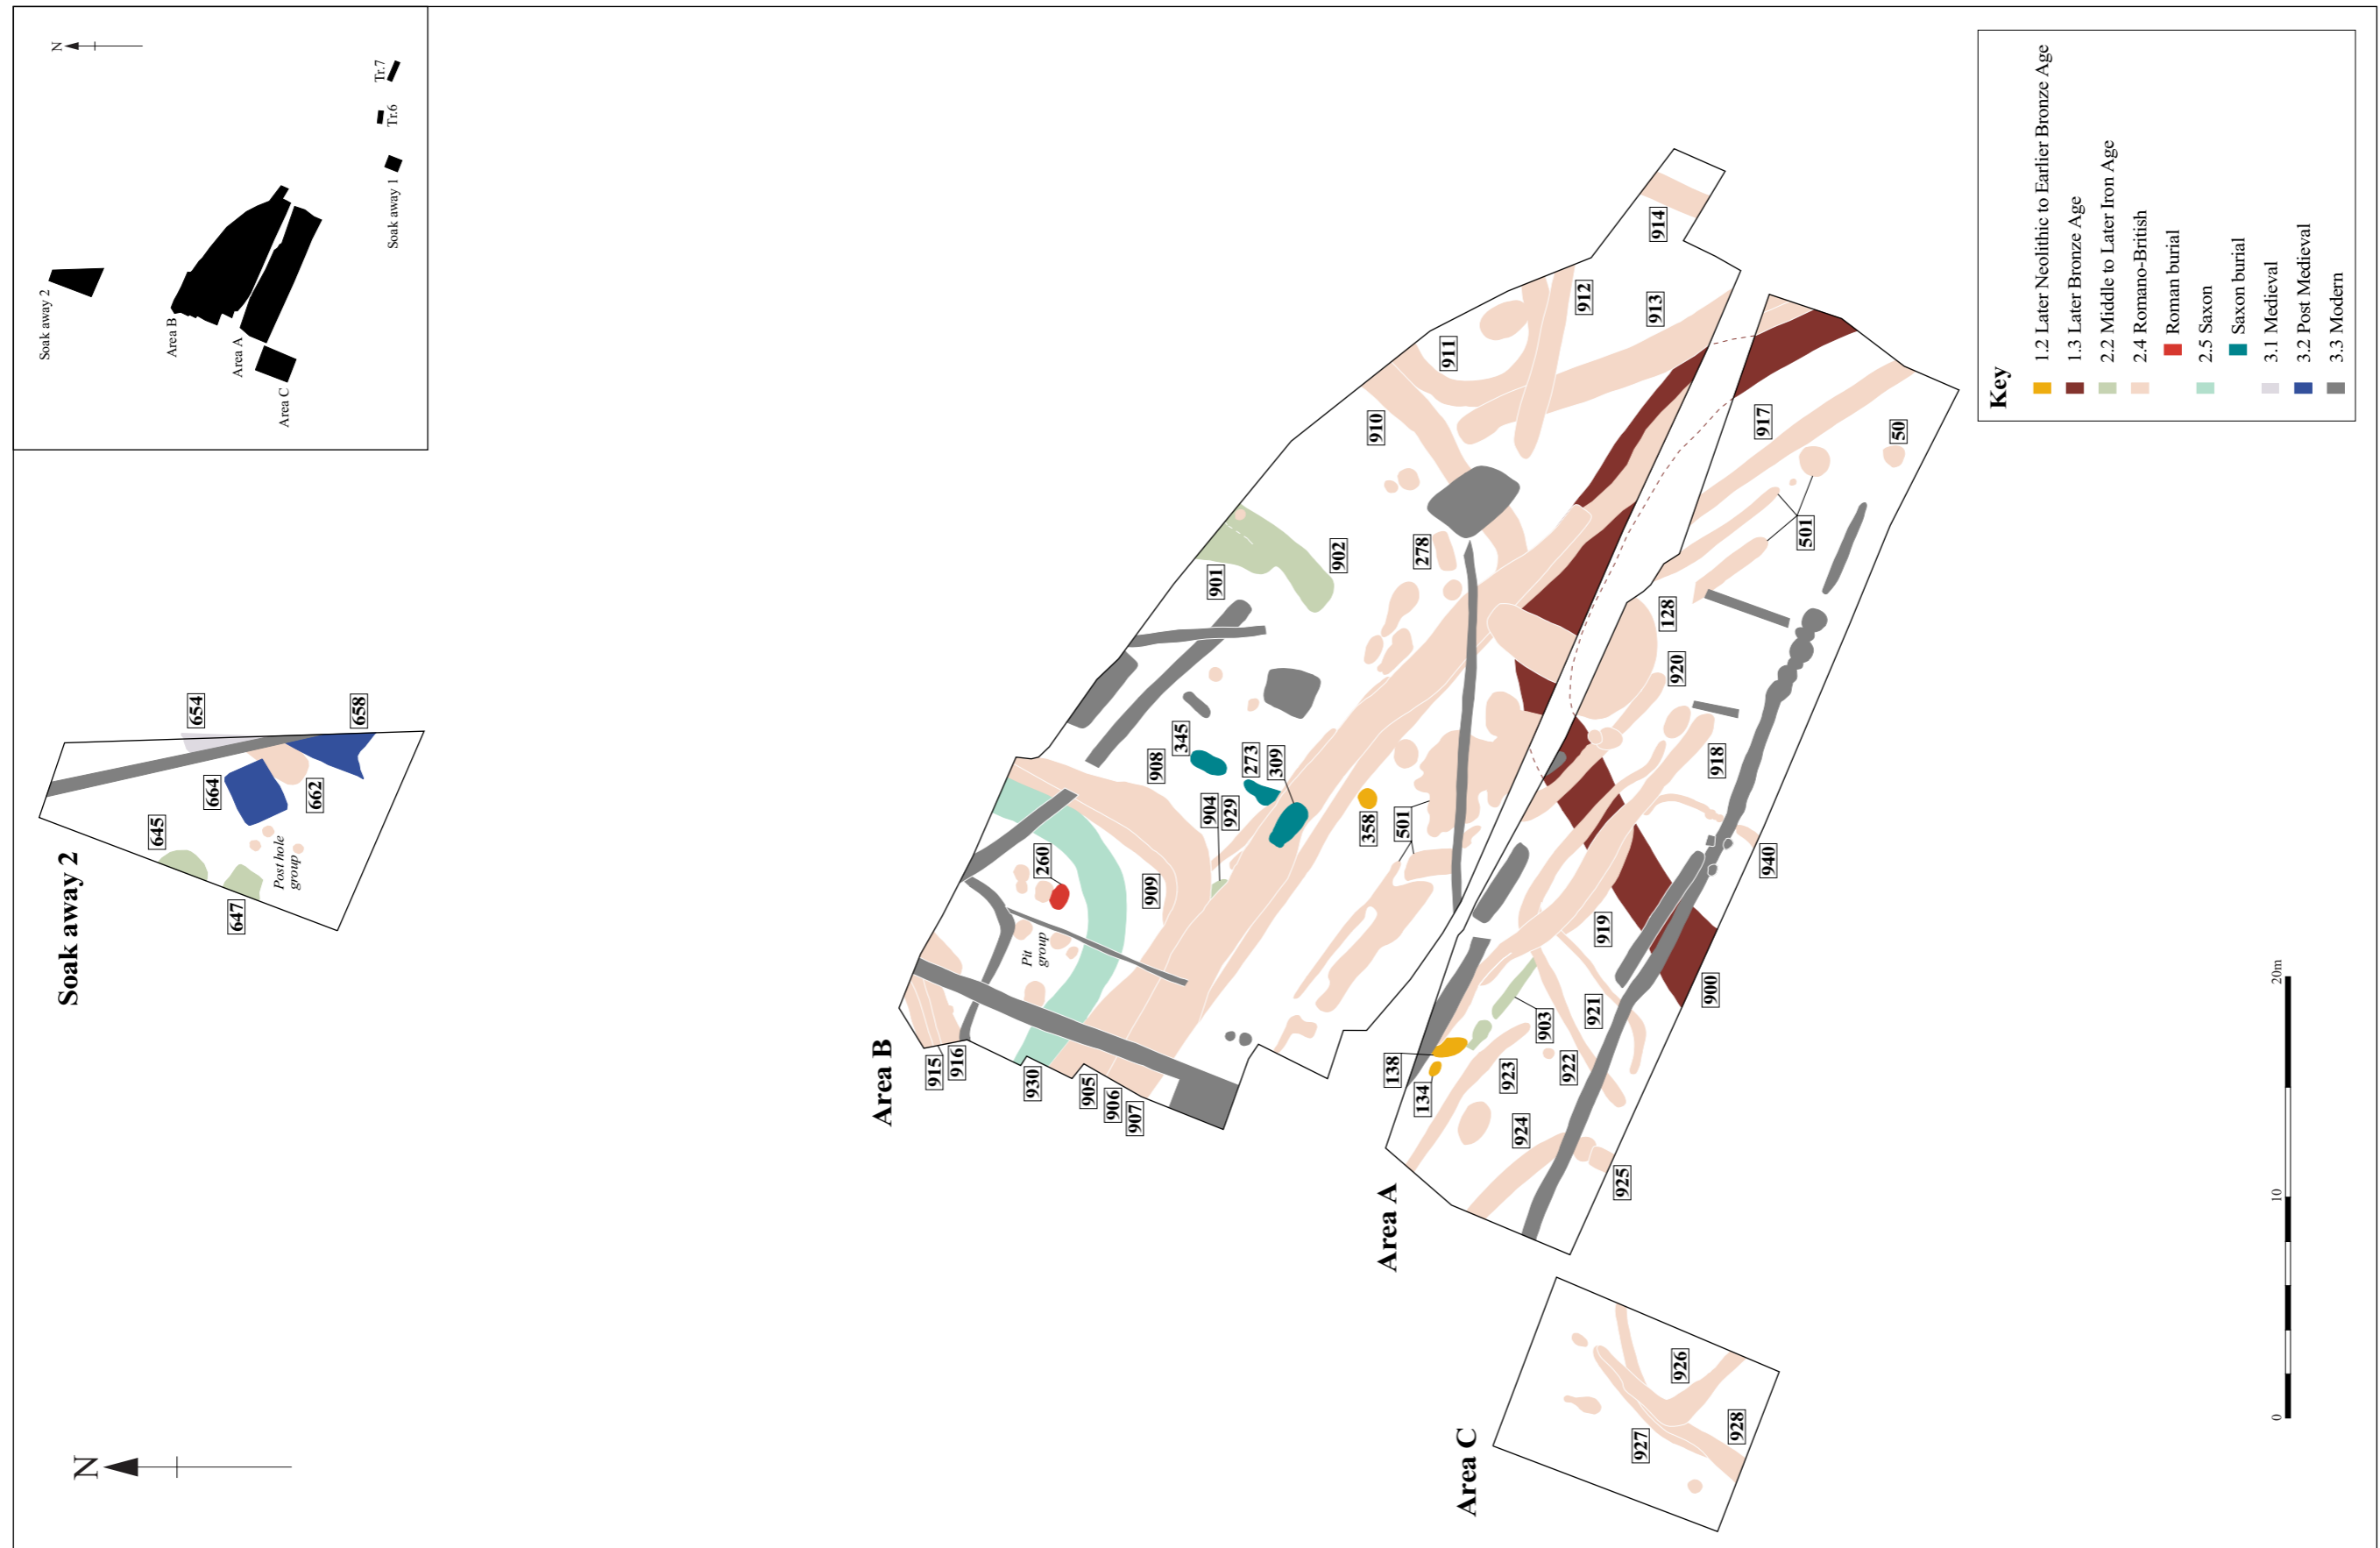 N
Soak away 2
Area B
Area A
Area C
Soak away 1
Tr.6
Tr.7
N
Soak away 2
645
647
654
658
664
662
Post hole
group
Area B
915
916
930
905
906
907
Pit
group
260
909
908
904
929
345
273
309
901
902
358
501
278
910
911
912
913
914
Area A
138
134
903
923
924
922
921
925
919
900
940
918
920
128
917
501
50
Area C
927
926
928
0
10
20m
Key
1.2 Later Neolithic to Earlier Bronze Age
1.3 Later Bronze Age
2.2 Middle to Later Iron Age
2.4 Romano-British
Roman burial
2.5 Saxon
Saxon burial
3.1 Medieval
3.2 Post Medieval
3.3 Modern